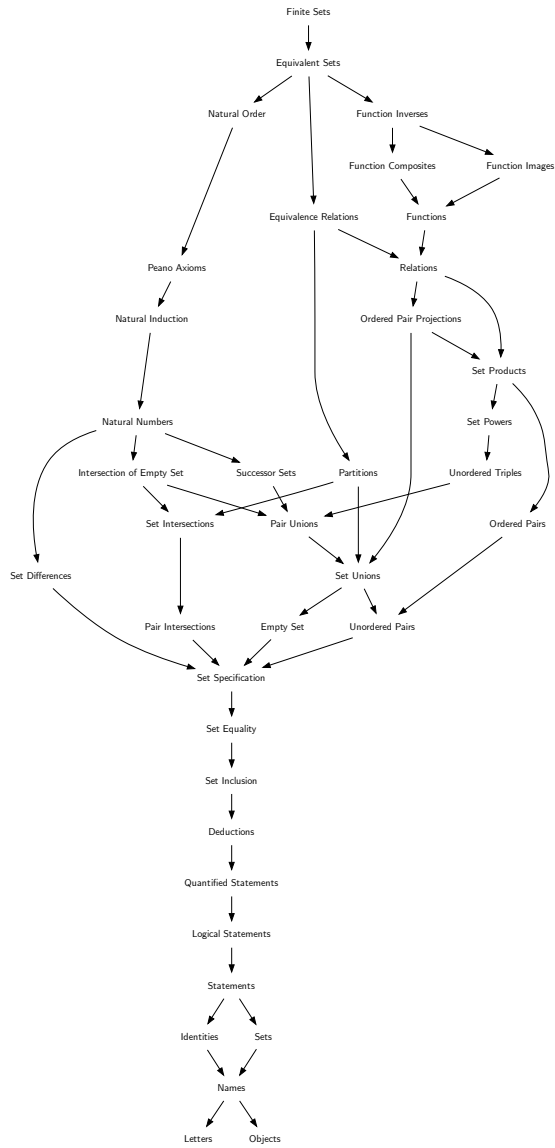 Finite Sets
Equivalent Sets
Natural Order
Function Inverses
Function Composites
Function Images
Equivalence Relations
Functions
Peano Axioms
Relations
Natural Induction
Ordered Pair Projections
Set Products
Natural Numbers
Set Powers
Intersection of Empty Set
Successor Sets
Partitions
Unordered Triples
Set Intersections
Pair Unions
Ordered Pairs
Set Differences
Set Unions
Pair Intersections
Empty Set
Unordered Pairs
Set Specification
Set Equality
Set Inclusion
Deductions
Quantified Statements
Logical Statements
Statements
Identities
Sets
Names
Letters
Objects